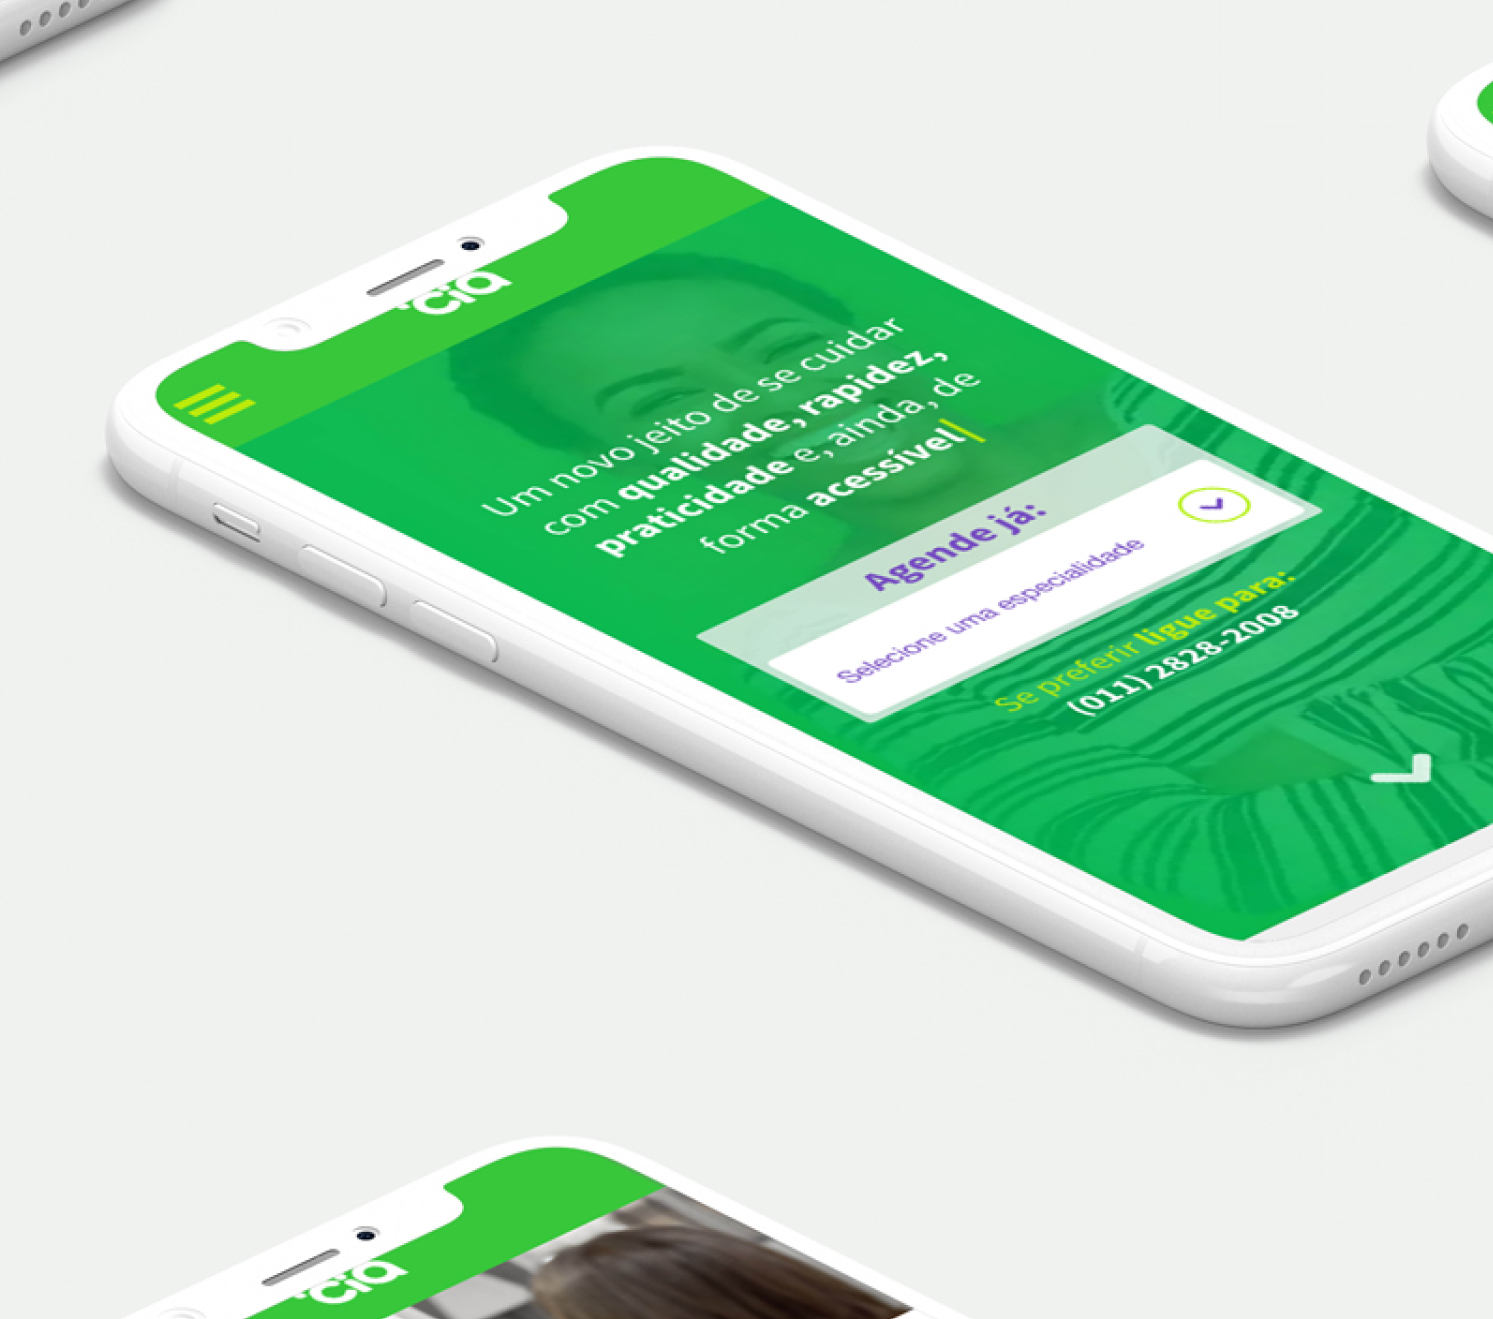 cia
Um novo jeito de se cuidar
com qualidade, rapidez,
praticidade e, ainda, de
forma acessível|
Agende já:
Selecione uma especialidade
Se preferir ligue para:
(011) 2828-2008
cia